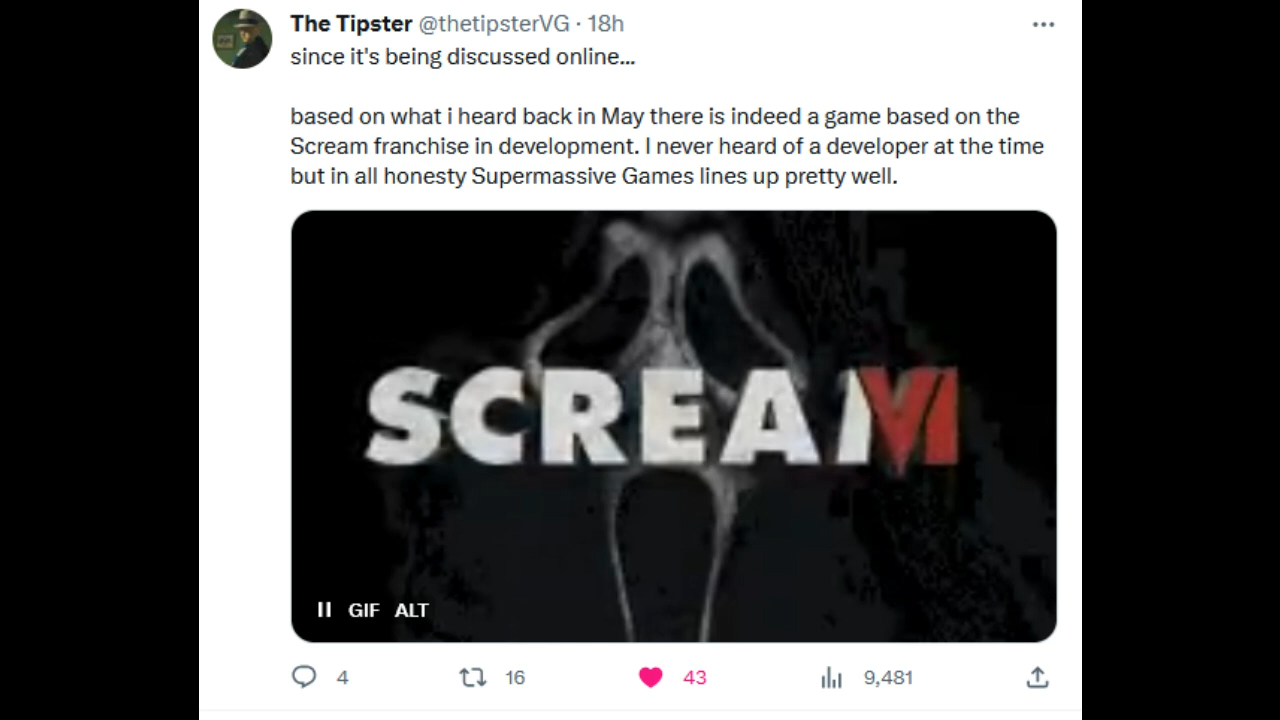 The Tipster @thetipsterVG · 18h
since it's being discussed online...
based on what i heard back in May there is indeed a game based on the
Scream franchise in development. I never heard of a developer at the time
but in all honesty Supermassive Games lines up pretty well.
SCREAM VI
GIF ALT
4 16 43 9,481